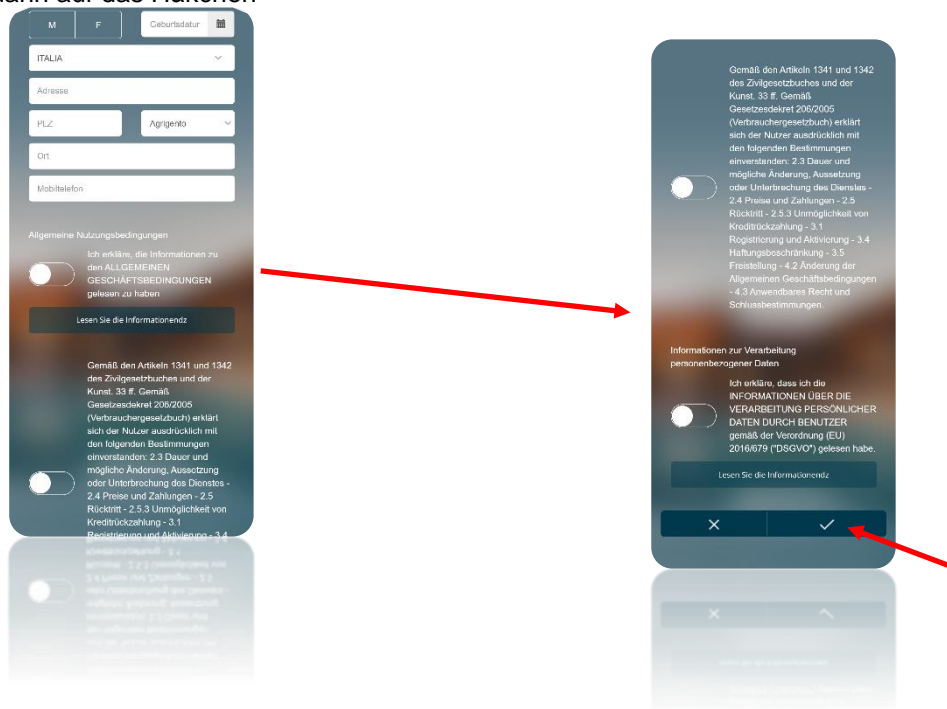 dann auf das Häkchen
M F Geburtsdatur
ITALIA
Adresse
PLZ Agrigento
Ort
Mobiltelefon
Allgemeine Nutzungsbedingungen
Ich erkläre, die Informationen zu
den ALLGEMEINEN
GESCHÄFTSBEDINGUNGEN
gelesen zu haben
Lesen Sie die Informationendz
Gemäß den Artikeln 1341 und 1342
des Zivilgesetzbuches und der
Kunst. 33 ff. Gemäß
Gesetzesdekret 206/2005
(Verbrauchergesetzbuch) erklärt
sich der Nutzer ausdrücklich mit
den folgenden Bestimmungen
einverstanden: 2.3 Dauer und
mögliche Änderung, Aussetzung
oder Unterbrechung des Dienstes -
2.4 Preise und Zahlungen - 2.5
Rücktritt - 2.5.3 Unmöglichkeit von
Kreditrückzahlung - 3.1
Registrierung und Aktivierung - 3.4
Gemäß den Artikeln 1341 und 1342
des Zivilgesetzbuches und der
Kunst. 33 ff. Gemäß
Gesetzesdekret 206/2005
(Verbrauchergesetzbuch) erklärt
sich der Nutzer ausdrücklich mit
den folgenden Bestimmungen
einverstanden: 2.3 Dauer und
mögliche Änderung, Aussetzung
oder Unterbrechung des Dienstes -
2.4 Preise und Zahlungen - 2.5
Rücktritt - 2.5.3 Unmöglichkeit von
Kreditrückzahlung - 3.1
Registrierung und Aktivierung - 3.4
Haftungsbeschränkung - 3.5
Freistellung - 4.2 Änderung der
Allgemeinen Geschäftsbedingungen
- 4.3 Anwendbares Recht und
Schlussbestimmungen.
Informationen zur Verarbeitung
personenbezogener Daten
Ich erkläre, dass ich die
INFORMATIONEN ÜBER DIE
VERARBEITUNG PERSÖNLICHER
DATEN DURCH BENUTZER
gemäß der Verordnung (EU)
2016/679 ("DSGVO") gelesen habe.
Lesen Sie die Informationendz